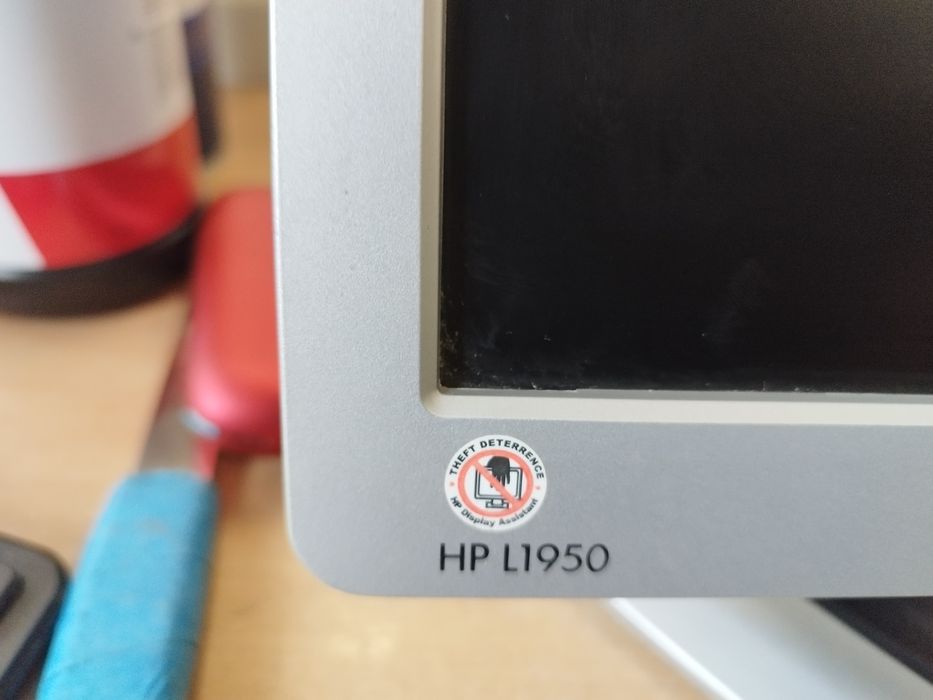 THEFT DETERRENCE
HP Display Assistant
HP L1950